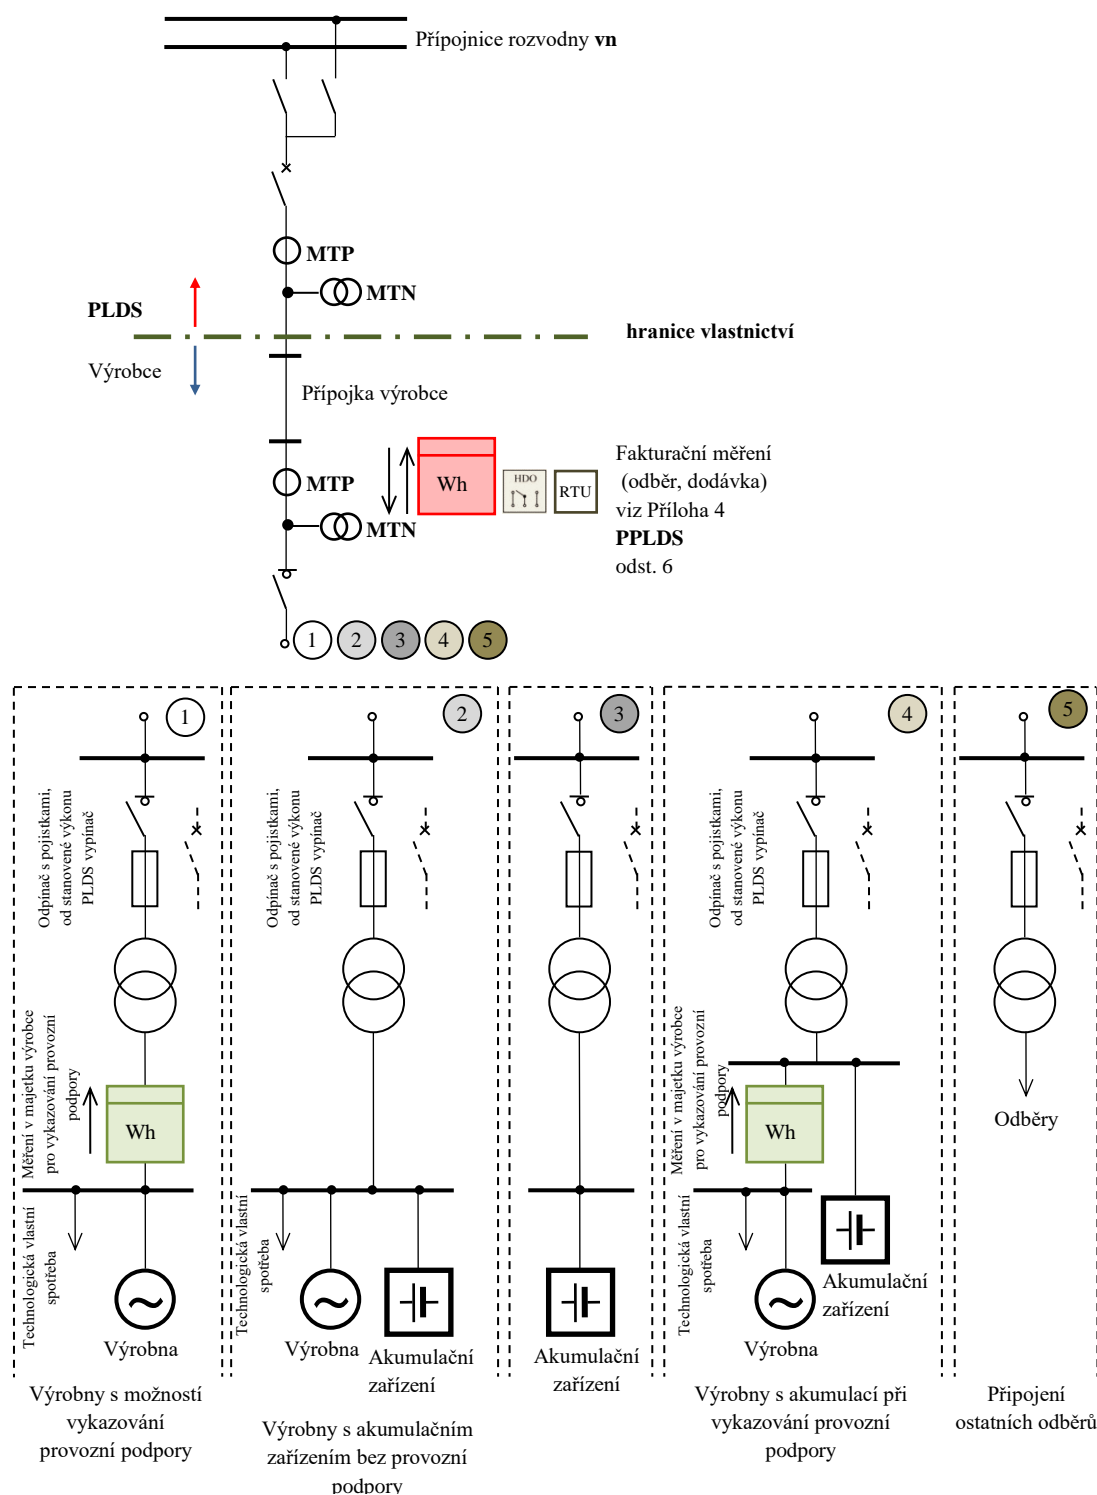 Přípojnice rozvodny vn
MTP
MTN
PLDS
hranice vlastnictví
Výrobce
Přípojka výrobce
MTP
MTN
Wh
HDO
RTU
Fakturační měření
(odběr, dodávka)
viz Příloha 4
PPLDS
odst. 6
1
2
3
4
5
1
Odpínač s pojistkami,
od stanovené výkonu
PLDS vypínač
Měření v majetku výrobce
pro vykazování provozní
podpory
Wh
Technologická vlastní
spotřeba
Výrobna
Výrobny s možností
vykazování
provozní podpory
2
Odpínač s pojistkami,
od stanovené výkonu
PLDS vypínač
Technologická vlastní
spotřeba
Výrobna
Akumulační
zařízení
Výrobny s akumulačním
zařízením bez provozní
podpory
3
Akumulační
zařízení
4
Odpínač s pojistkami,
od stanovené výkonu
PLDS vypínač
Měření v majetku výrobce
pro vykazování provozní
podpory
Wh
Technologická vlastní
spotřeba
Výrobna
Akumulační
zařízení
Výrobny s akumulací při
vykazování provozní
podpory
5
Odběry
Připojení
ostatních odběrů